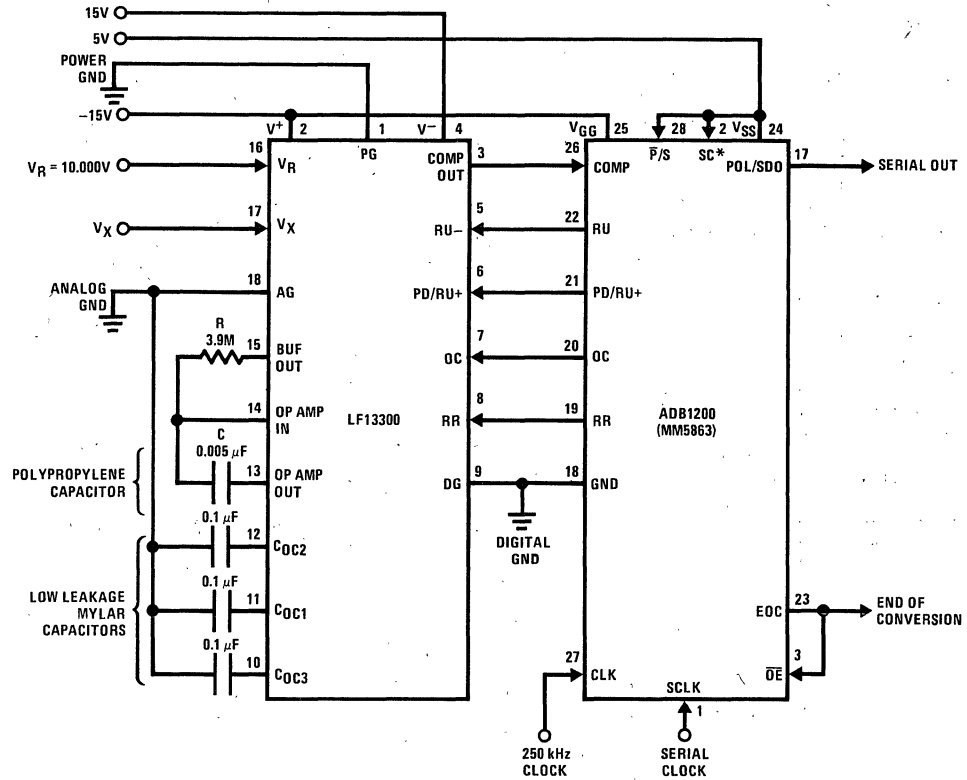 15V
5V
POWER
GND
–15V
V+ 2
1
V– 4
VGG 25
28
2
VSS 24
PG
P̅/S
SC*
16
VR = 10.000V
VR
COMP
OUT
3
26
COMP
POL/SDO
17
SERIAL OUT
17
VX
VX
RU–
5
22
RU
ANALOG
GND
18
AG
PD/RU+
6
21
PD/RU+
R
3.9M
15
BUF
OUT
OC
7
20
OC
14
OP AMP
IN
LF13300
RR
8
19
RR
ADB1200
(MM5863)
POLYPROPYLENE
CAPACITOR
C
0.005 μF
13
OP AMP
OUT
DG
9
18
GND
DIGITAL
GND
LOW LEAKAGE
MYLAR
CAPACITORS
0.1 μF
12
COC2
0.1 μF
11
COC1
0.1 μF
10
COC3
EOC
23
END OF
CONVERSION
3
O̅E̅
27
CLK
SCLK
1
250 kHz
CLOCK
SERIAL
CLOCK